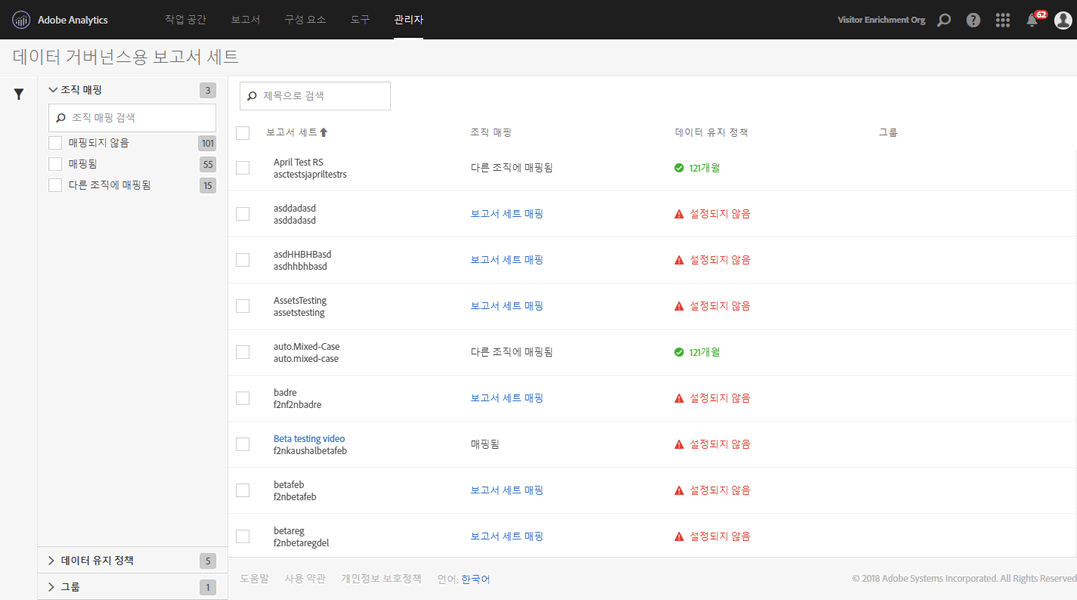 Adobe Analytics
작업 공간
보고서
구성 요소
도구
관리자
Visitor Enrichment Org
62
데이터 거버넌스용 보고서 세트
조직 매핑
3
조직 매핑 검색
매핑되지 않음
101
매핑됨
55
다른 조직에 매핑됨
15
데이터 유지 정책
5
그룹
1
제목으로 검색
보고서 세트
조직 매핑
데이터 유지 정책
그룹
April Test RS
asctestsjapriltestrs
다른 조직에 매핑됨
121개월
asddadasd
asddadasd
보고서 세트 매핑
설정되지 않음
asdHHBHBasd
asdhhbhbasd
보고서 세트 매핑
설정되지 않음
AssetsTesting
assetstesting
보고서 세트 매핑
설정되지 않음
auto.Mixed-Case
auto.mixed-case
다른 조직에 매핑됨
121개월
badre
f2nf2nbadre
보고서 세트 매핑
설정되지 않음
Beta testing video
f2nkaushalbetafeb
매핑됨
설정되지 않음
betafeb
f2nbetafeb
보고서 세트 매핑
설정되지 않음
betareg
f2nbetaregdel
보고서 세트 매핑
설정되지 않음
도움말
사용 약관
개인정보 보호정책
언어: 한국어
© 2018 Adobe Systems Incorporated. All Rights Reserved